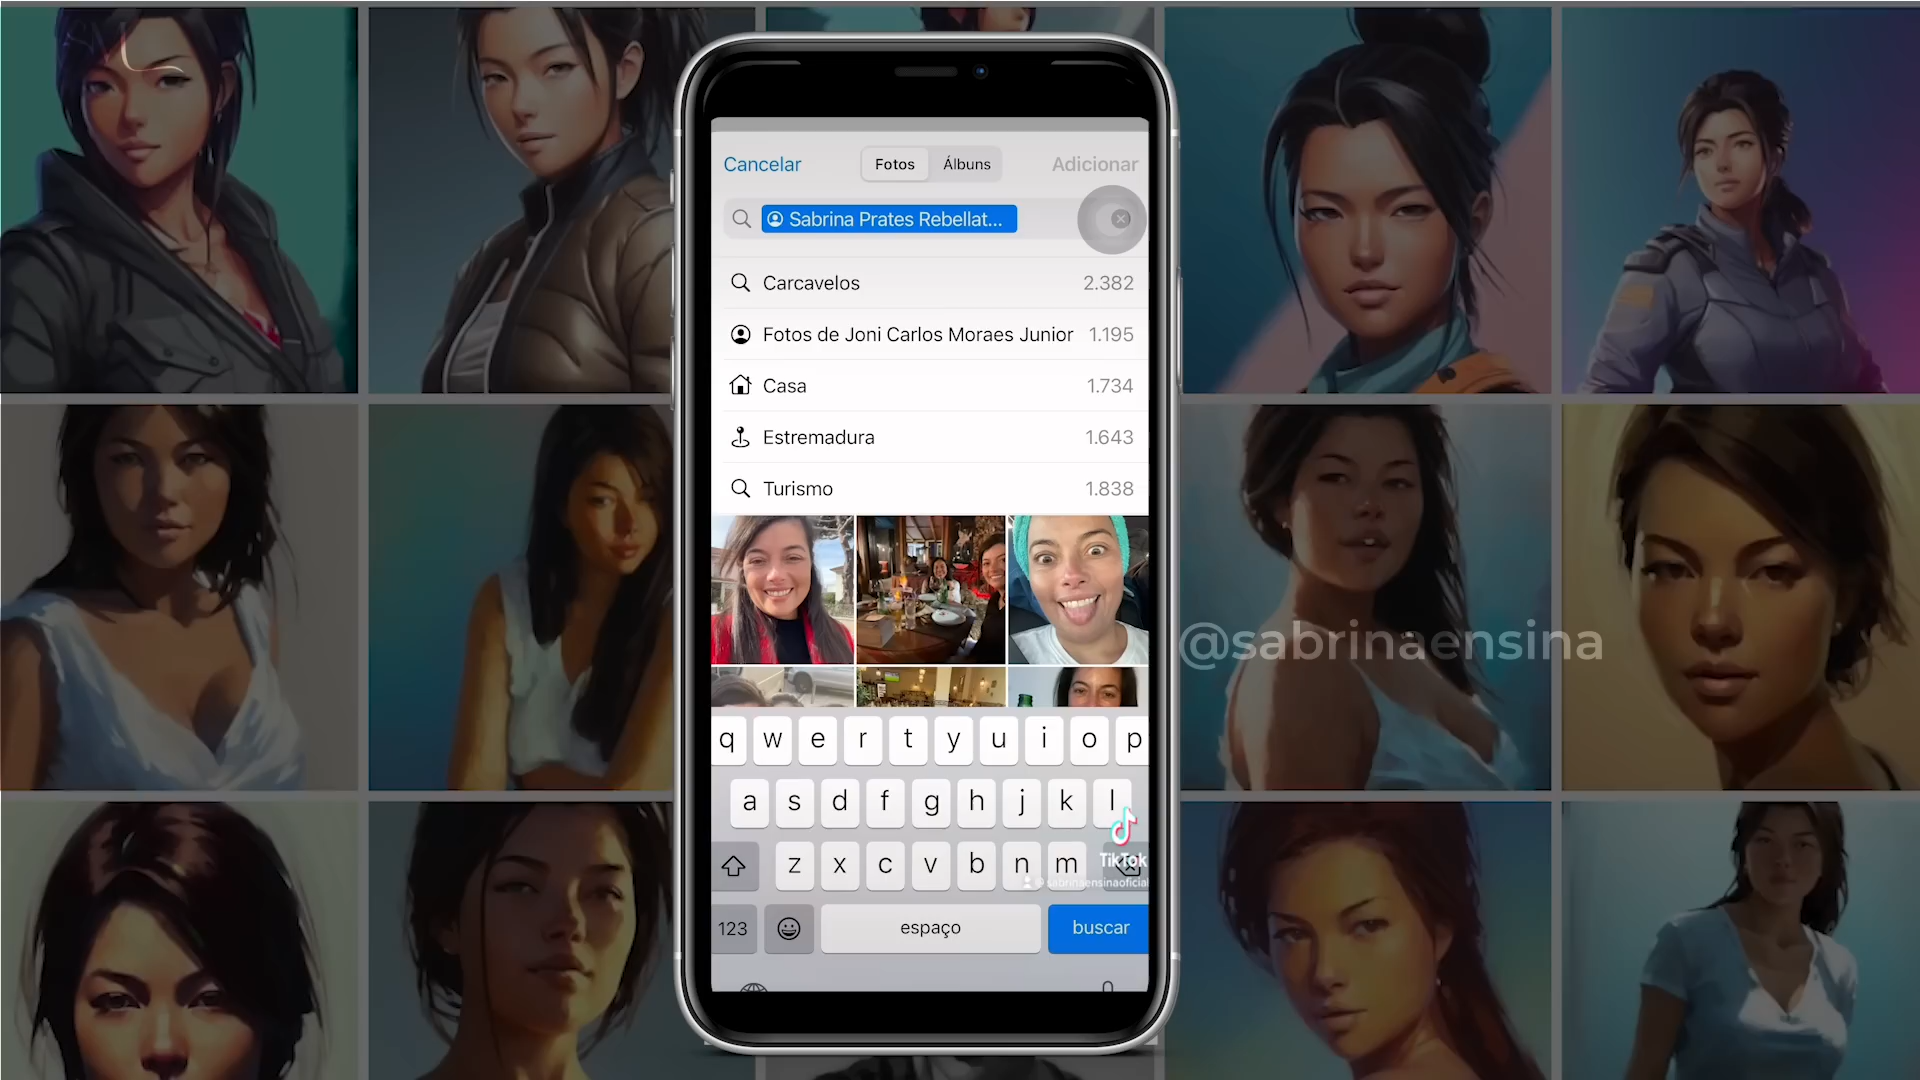 Cancelar
Fotos
Álbuns
Adicionar
Sabrina Prates Rebellat...
Carcavelos 2.382
Fotos de Joni Carlos Moraes Junior 1.195
Casa 1.734
Estremadura 1.643
Turismo 1.838
@sabrinaensina
q w e r t y u i o p
a s d f g h j k l
TikTok
z x c v b n m
@sabrinaensinaoficial
123
espaço
buscar